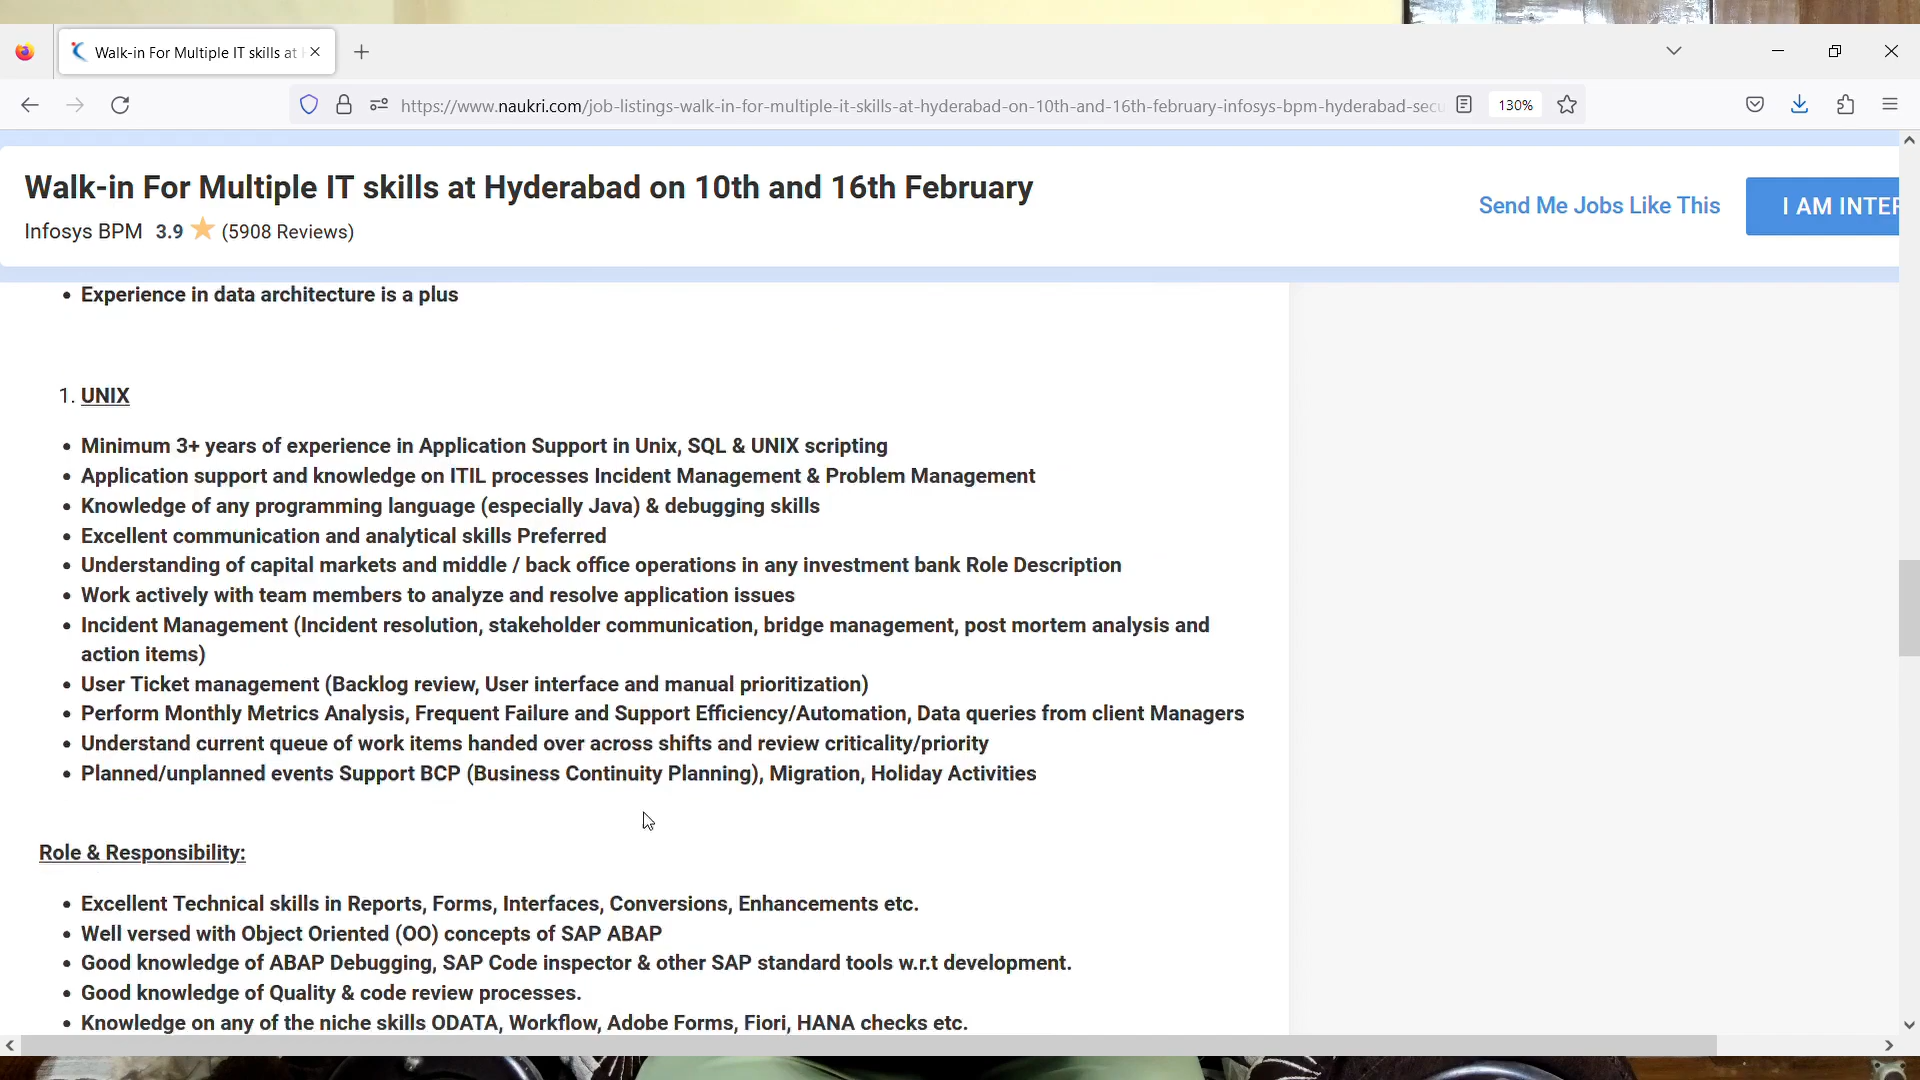 Walk-in For Multiple IT skills at
https://www.naukri.com/job-listings-walk-in-for-multiple-it-skills-at-hyderabad-on-10th-and-16th-february-infosys-bpm-hyderabad-secu
130%
Walk-in For Multiple IT skills at Hyderabad on 10th and 16th February
Infosys BPM 3.9 (5908 Reviews)
Send Me Jobs Like This
I AM INTER
• Experience in data architecture is a plus
1. UNIX
• Minimum 3+ years of experience in Application Support in Unix, SQL & UNIX scripting
• Application support and knowledge on ITIL processes Incident Management & Problem Management
• Knowledge of any programming language (especially Java) & debugging skills
• Excellent communication and analytical skills Preferred
• Understanding of capital markets and middle / back office operations in any investment bank Role Description
• Work actively with team members to analyze and resolve application issues
• Incident Management (Incident resolution, stakeholder communication, bridge management, post mortem analysis and
action items)
• User Ticket management (Backlog review, User interface and manual prioritization)
• Perform Monthly Metrics Analysis, Frequent Failure and Support Efficiency/Automation, Data queries from client Managers
• Understand current queue of work items handed over across shifts and review criticality/priority
• Planned/unplanned events Support BCP (Business Continuity Planning), Migration, Holiday Activities
Role & Responsibility:
• Excellent Technical skills in Reports, Forms, Interfaces, Conversions, Enhancements etc.
• Well versed with Object Oriented (OO) concepts of SAP ABAP
• Good knowledge of ABAP Debugging, SAP Code inspector & other SAP standard tools w.r.t development.
• Good knowledge of Quality & code review processes.
• Knowledge on any of the niche skills ODATA, Workflow, Adobe Forms, Fiori, HANA checks etc.